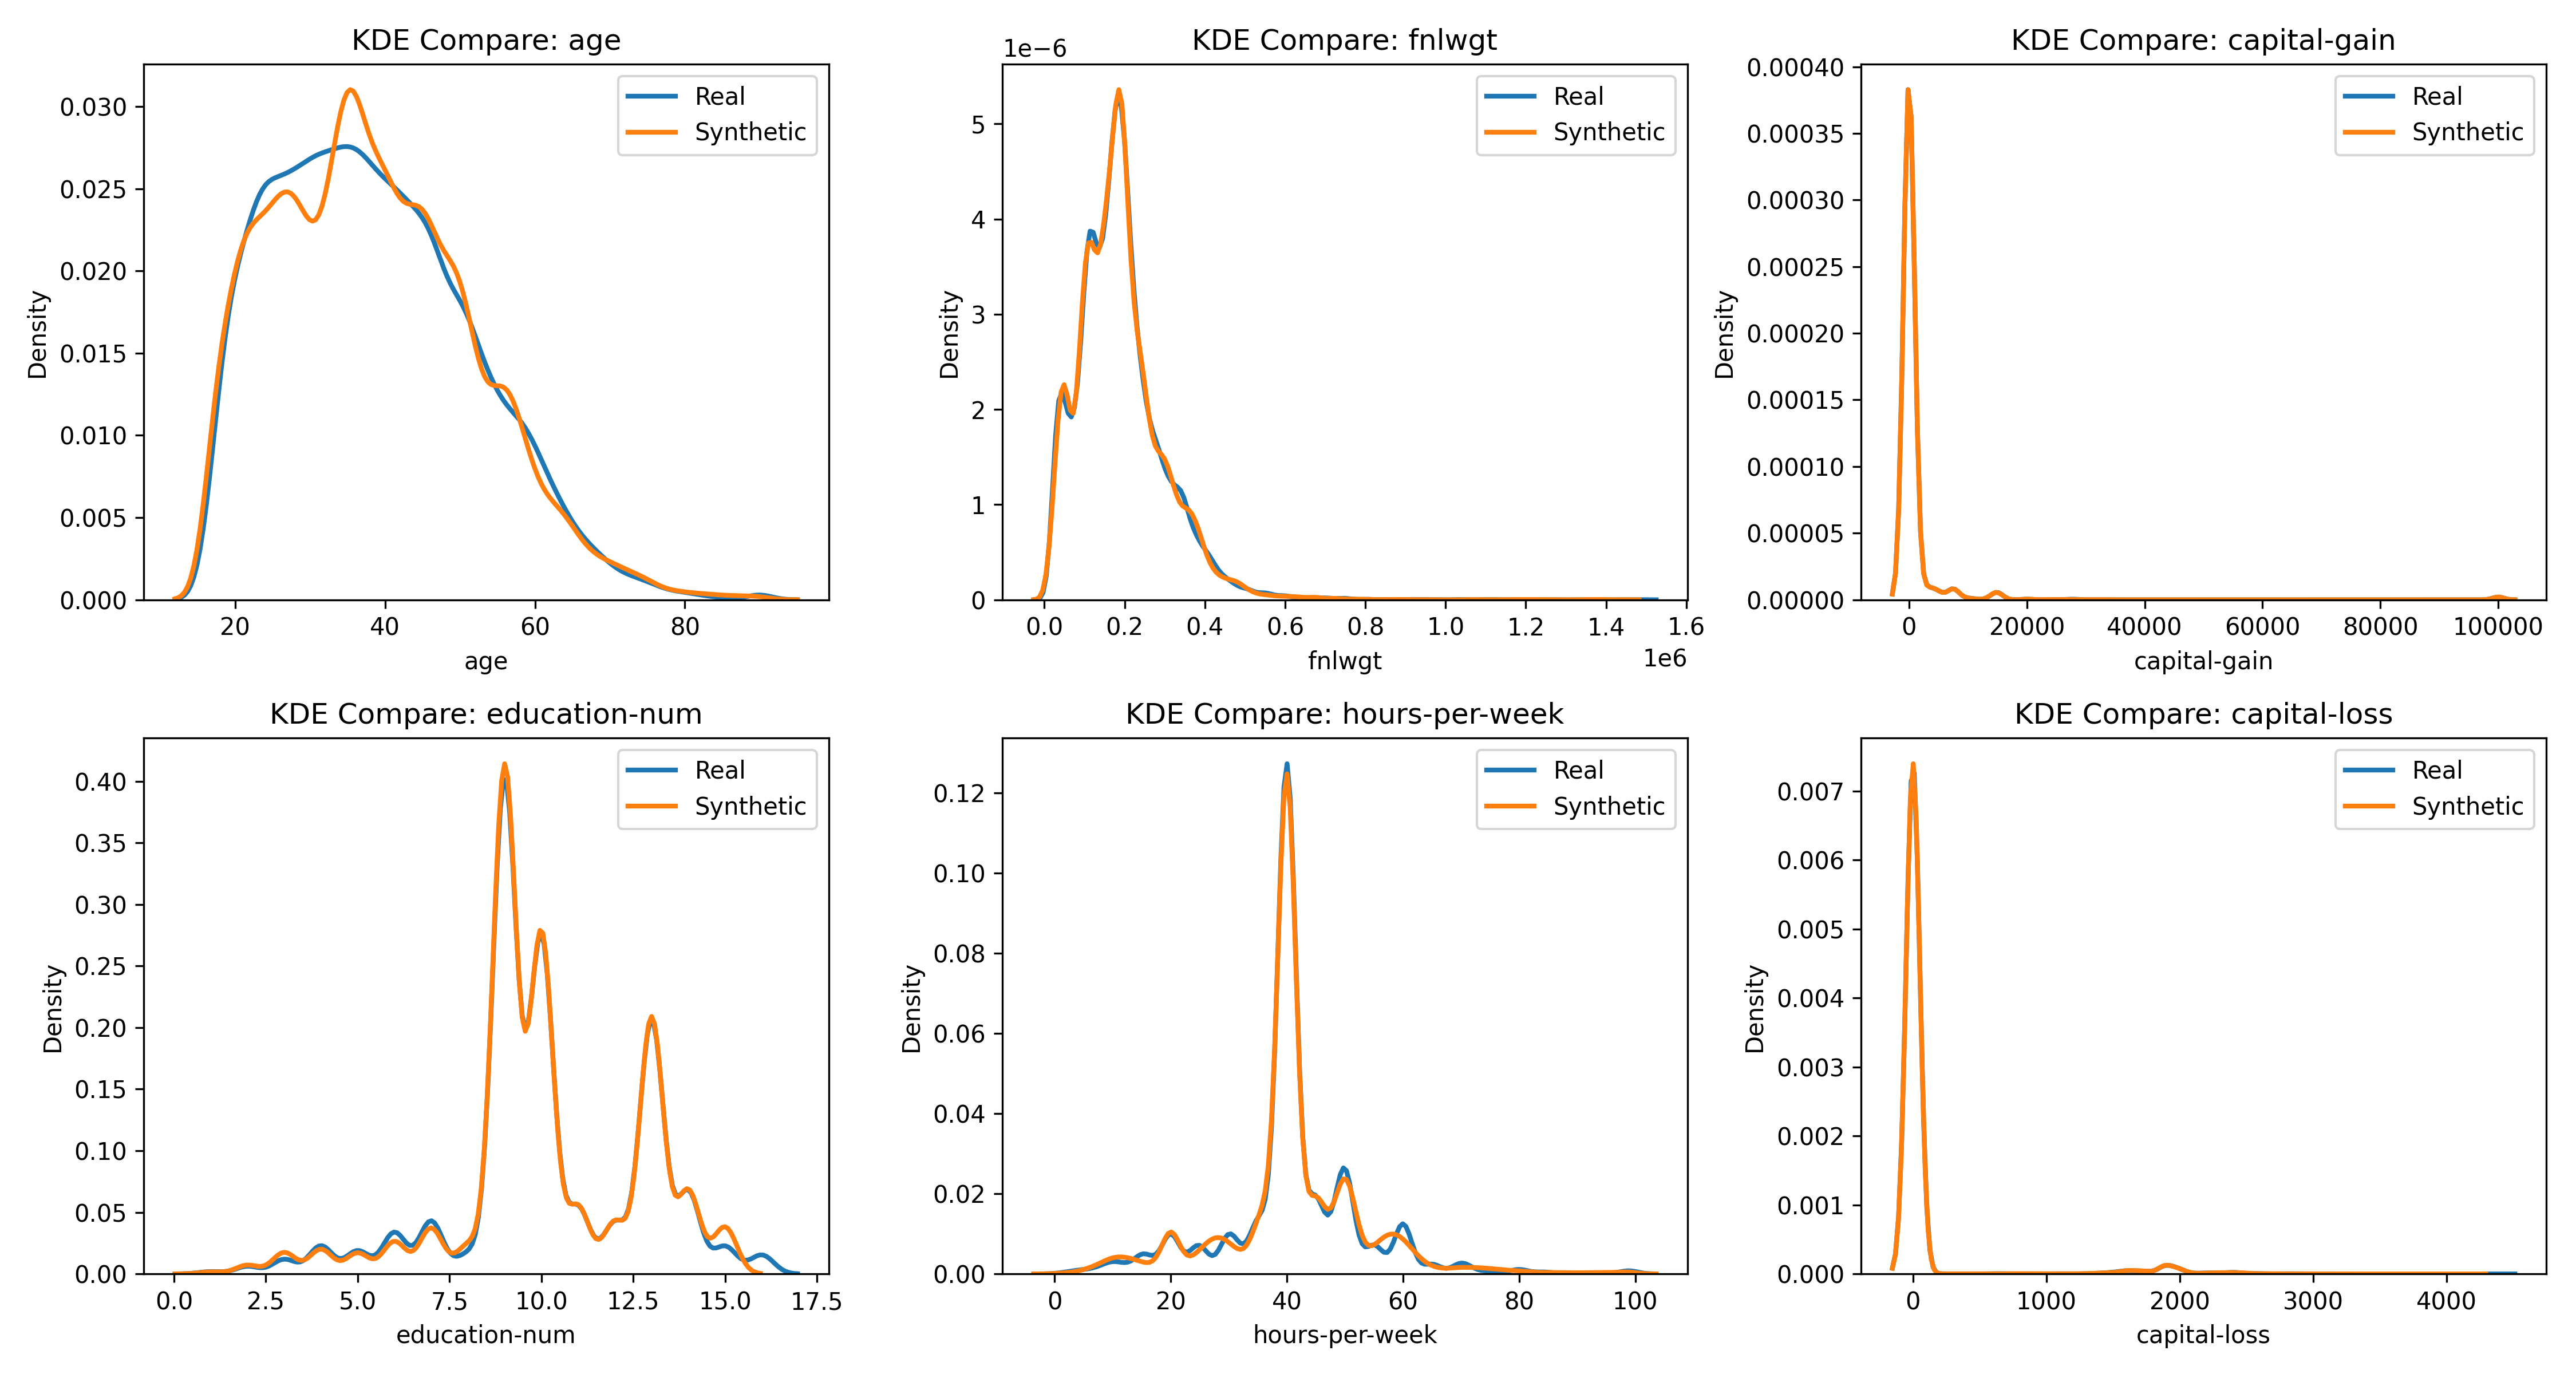 KDE Compare: age
0.030
0.025
0.020
0.015
0.010
0.005
0.000
Density
20 40 60 80
age
Real
Synthetic
KDE Compare: fnlwgt
1e−6
5
4
3
2
1
0
Density
0.0 0.2 0.4 0.6 0.8 1.0 1.2 1.4 1.6
1e6
fnlwgt
Real
Synthetic
KDE Compare: capital-gain
0.00040
0.00035
0.00030
0.00025
0.00020
0.00015
0.00010
0.00005
0.00000
Density
0 20000 40000 60000 80000 100000
capital-gain
Real
Synthetic
KDE Compare: education-num
0.40
0.35
0.30
0.25
0.20
0.15
0.10
0.05
0.00
Density
0.0 2.5 5.0 7.5 10.0 12.5 15.0 17.5
education-num
Real
Synthetic
KDE Compare: hours-per-week
0.12
0.10
0.08
0.06
0.04
0.02
0.00
Density
0 20 40 60 80 100
hours-per-week
Real
Synthetic
KDE Compare: capital-loss
0.007
0.006
0.005
0.004
0.003
0.002
0.001
0.000
Density
0 1000 2000 3000 4000
capital-loss
Real
Synthetic